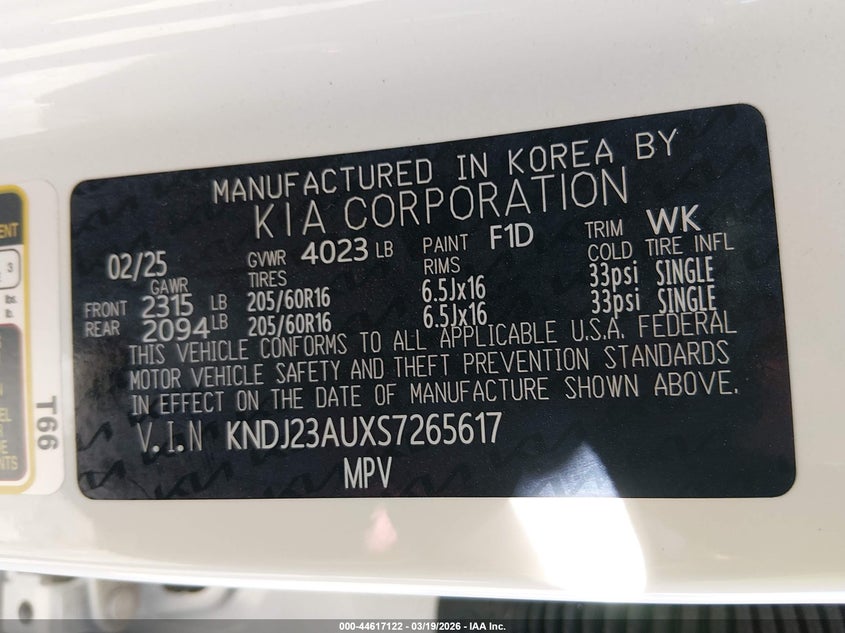 MANUFACTURED IN KOREA BY
KIA CORPORATION
02/25 GVWR 4023 LB PAINT F1D TRIM WK
GAWR TIRES RIMS COLD TIRE INFL
FRONT 2315 LB 205/60R16 6.5Jx16 33psi SINGLE
REAR 2094 LB 205/60R16 6.5Jx16 33psi SINGLE
THIS VEHICLE CONFORMS TO ALL APPLICABLE U.S.A. FEDERAL
MOTOR VEHICLE SAFETY AND THEFT PREVENTION STANDARDS
IN EFFECT ON THE DATE OF MANUFACTURE SHOWN ABOVE.
V.I.N KNDJ23AUXS7265617
MPV
T66
000-44617122 - 03/19/2026 - IAA Inc.